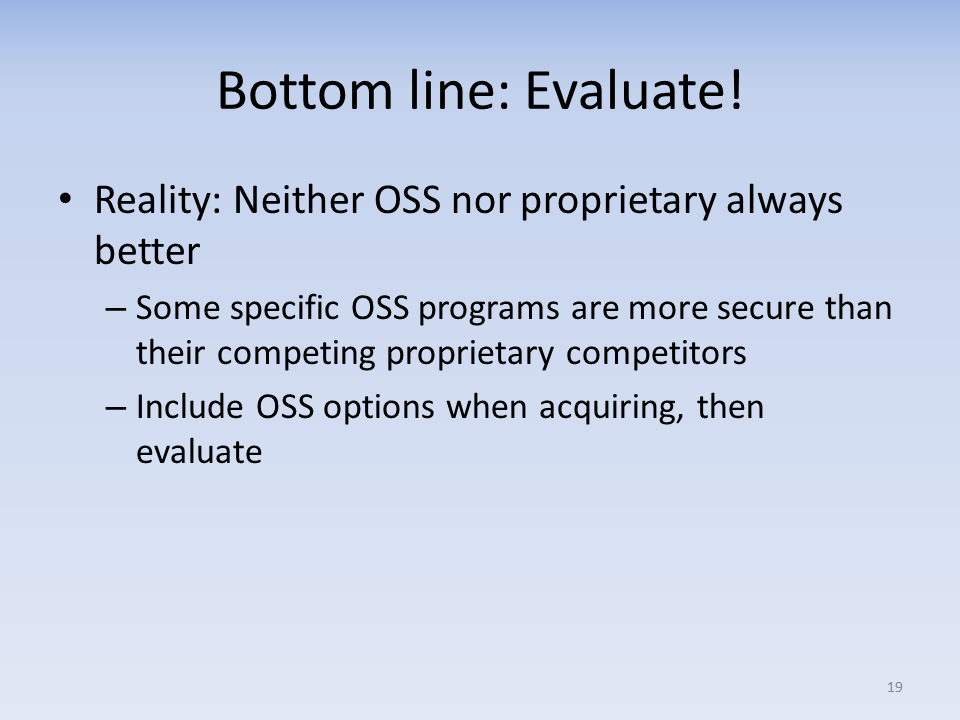 Bottom line: Evaluate!
• Reality: Neither OSS nor proprietary always
better
– Some specific OSS programs are more secure than
their competing proprietary competitors
– Include OSS options when acquiring, then
evaluate
19